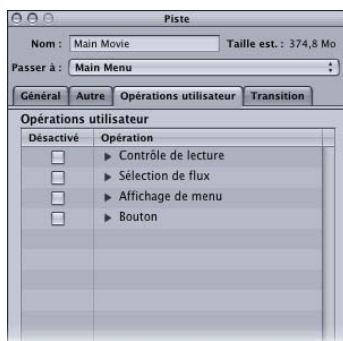 Piste
Nom : Main Movie Taille est. : 374,8 Mo
Passer à : Main Menu
Général Autre Opérations utilisateur Transition
Opérations utilisateur
Désactivé Opération
Contrôle de lecture
Sélection de flux
Affichage de menu
Bouton